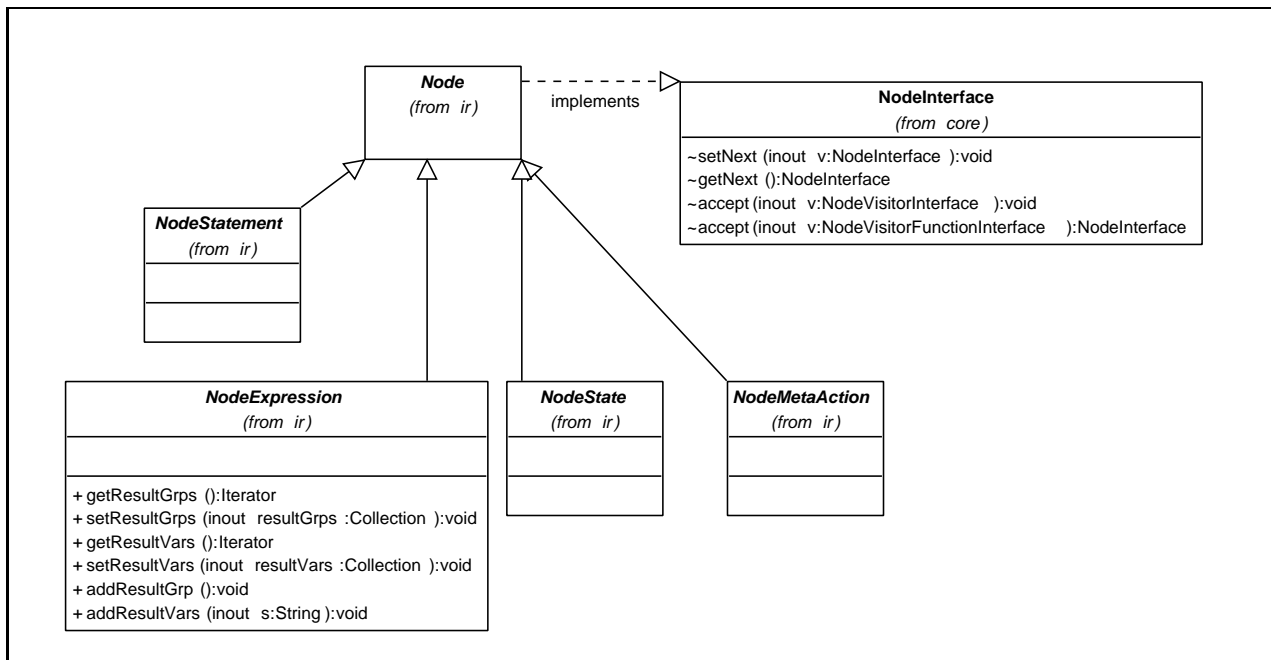 Node
(from ir)
implements
NodeInterface
(from core)
~setNext (inout v:NodeInterface ):void
~getNext ():NodeInterface
~accept (inout v:NodeVisitorInterface ):void
~accept (inout v:NodeVisitorFunctionInterface ):NodeInterface
NodeStatement
(from ir)
NodeExpression
(from ir)
+ getResultGrps ():Iterator
+ setResultGrps (inout resultGrps :Collection ):void
+ getResultVars ():Iterator
+ setResultVars (inout resultVars :Collection ):void
+ addResultGrp ():void
+ addResultVars (inout s:String ):void
NodeState
(from ir)
NodeMetaAction
(from ir)